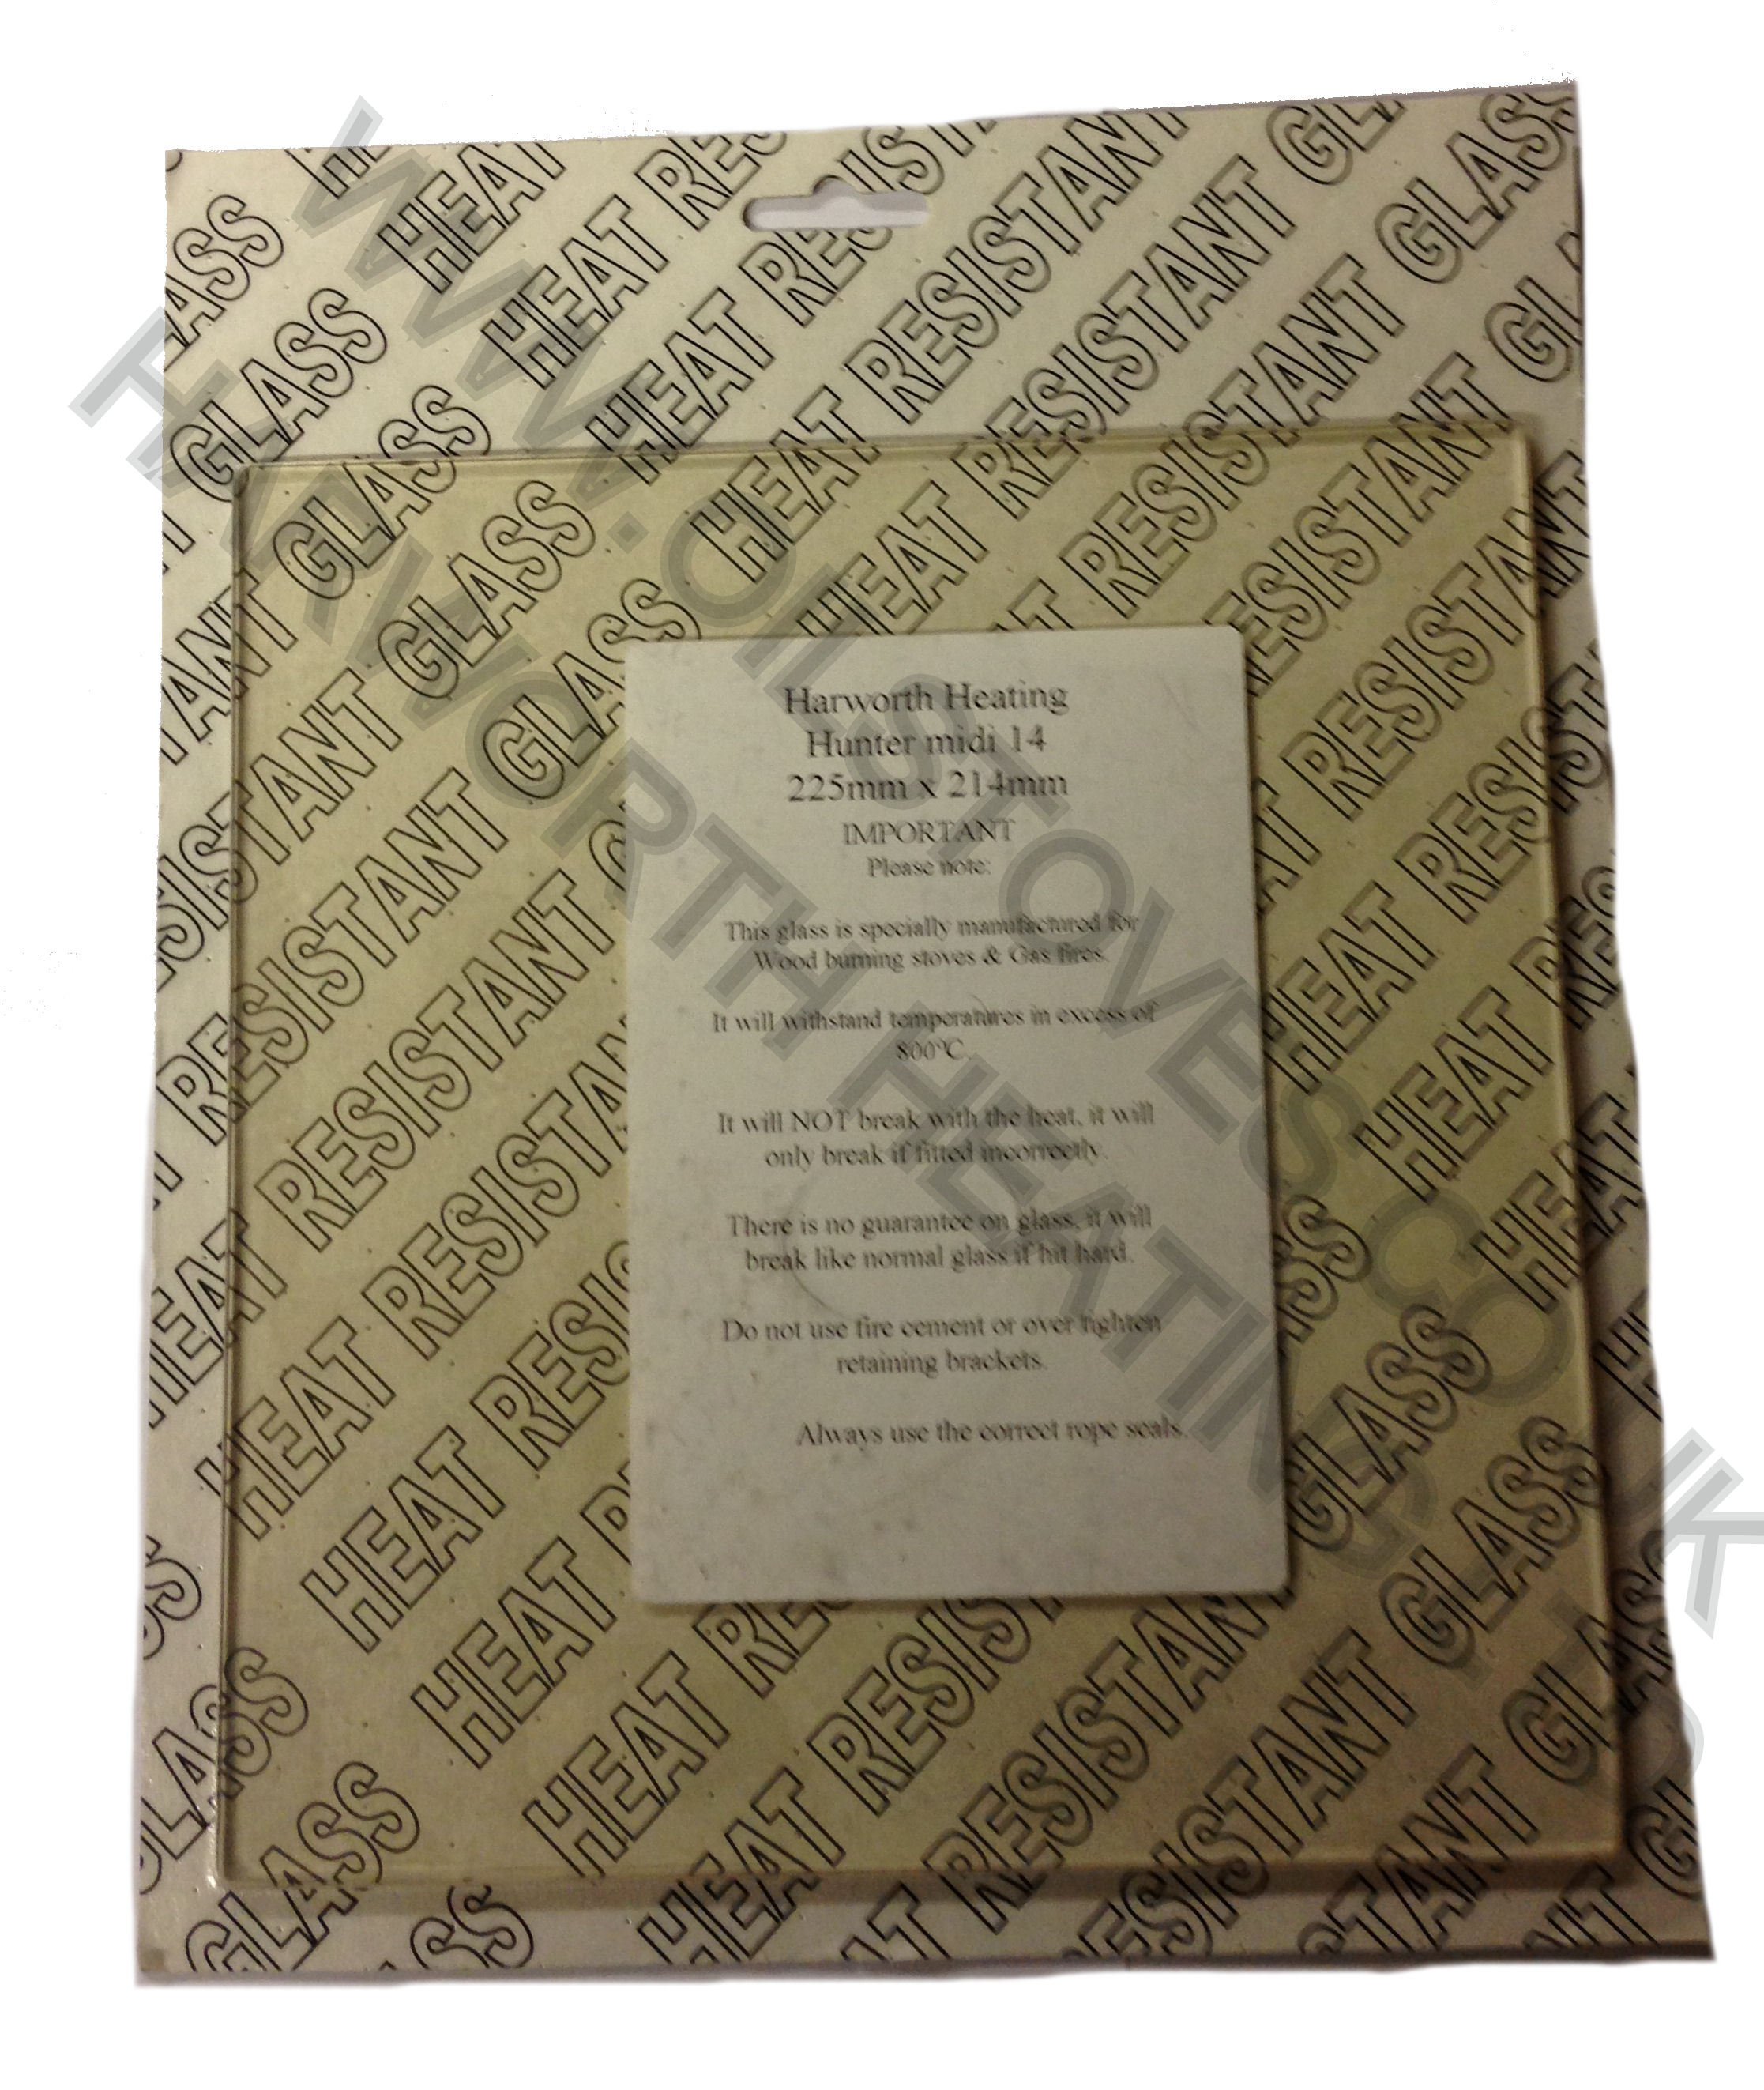 HEAT RESISTANT GLASS
WWW.OILSTOVES.CO.UK
HARWORTH HEATING LTD
Harworth Heating
Hunter midi 14
225mm x 214mm
IMPORTANT
Please note:
This glass is specially manufactured for
Wood burning stoves & Gas fires.
It will withstand temperatures in excess of
800°C.
It will NOT break with the heat, it will
only break if fitted incorrectly.
There is no guarantee on glass, it will
break like normal glass if hit hard.
Do not use fire cement or over tighten
retaining brackets.
Always use the correct rope seals.